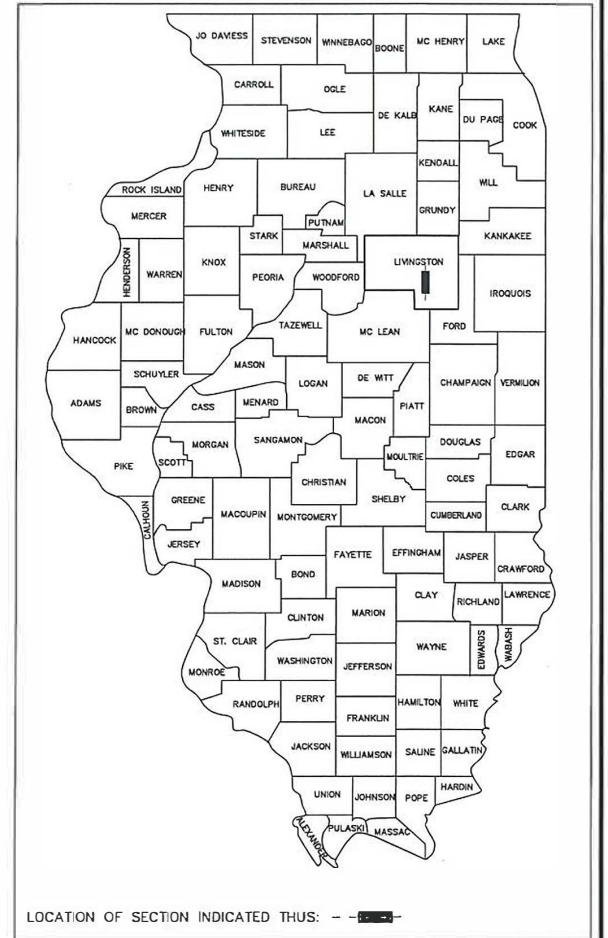 JO DAVIESS
STEVENSON
WINNEBAGO
BOONE
MC HENRY
LAKE
CARROLL
OGLE
DE KALB
KANE
DU PAGE
COOK
WHITESIDE
LEE
KENDALL
WILL
ROCK ISLAND
HENRY
BUREAU
LA SALLE
GRUNDY
MERCER
PUTNAM
STARK
MARSHALL
KANKAKEE
HENDERSON
WARREN
KNOX
PEORIA
WOODFORD
LIVINGSTON
IROQUOIS
HANCOCK
MC DONOUGH
FULTON
TAZEWELL
MC LEAN
FORD
SCHUYLER
MASON
LOGAN
DE WITT
CHAMPAIGN
VERMILION
ADAMS
BROWN
CASS
MENARD
PIATT
MACON
PIKE
SCOTT
MORGAN
SANGAMON
MOULTRIE
DOUGLAS
EDGAR
CHRISTIAN
COLES
CALHOUN
GREENE
MACOUPIN
MONTGOMERY
SHELBY
CUMBERLAND
CLARK
JERSEY
FAYETTE
EFFINGHAM
JASPER
CRAWFORD
MADISON
BOND
CLAY
RICHLAND
LAWRENCE
CLINTON
MARION
ST. CLAIR
WAYNE
EDWARDS
WABASH
MONROE
WASHINGTON
JEFFERSON
RANDOLPH
PERRY
HAMILTON
WHITE
FRANKLIN
JACKSON
WILLIAMSON
SALINE
GALLATIN
UNION
JOHNSON
POPE
HARDIN
ALEXANDER
PULASKI
MASSAC
LOCATION OF SECTION INDICATED THUS: